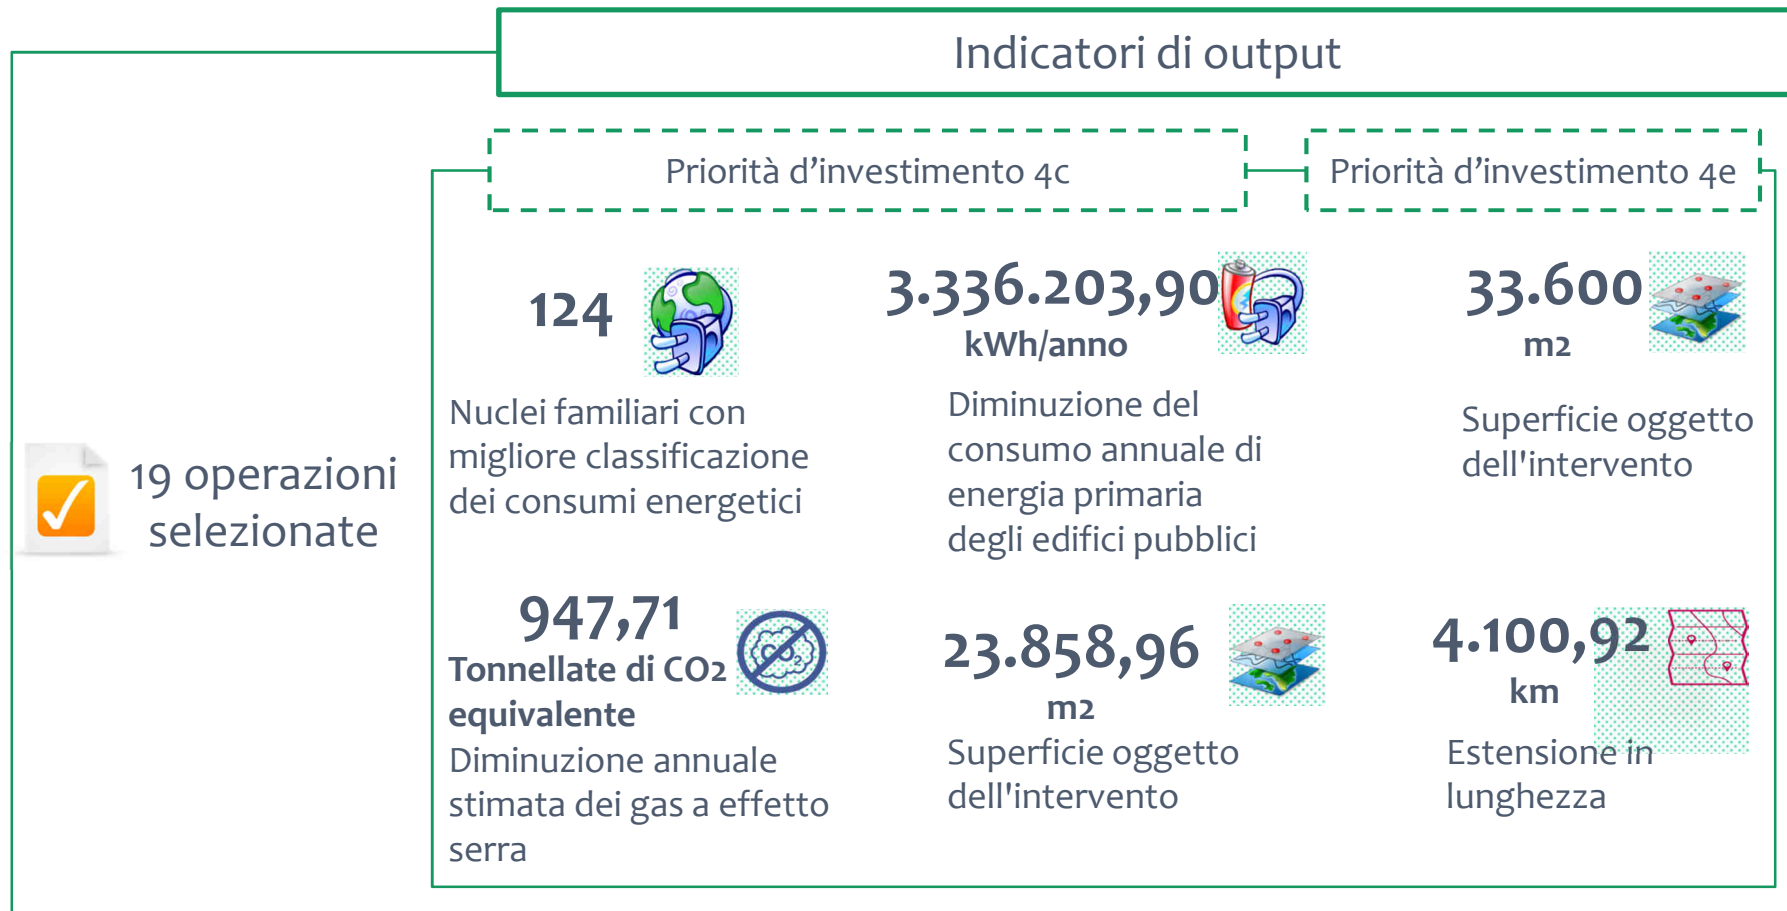 Indicatori di output
Priorità d’investimento 4c
Priorità d’investimento 4e
19 operazioni
selezionate
124
Nuclei familiari con
migliore classificazione
dei consumi energetici
3.336.203,90
kWh/anno
Diminuzione del
consumo annuale di
energia primaria
degli edifici pubblici
33.600
m2
Superficie oggetto
dell'intervento
947,71
Tonnellate di CO2
equivalente
Diminuzione annuale
stimata dei gas a effetto
serra
CO2
23.858,96
m2
Superficie oggetto
dell'intervento
4.100,92
km
Estensione in
lunghezza